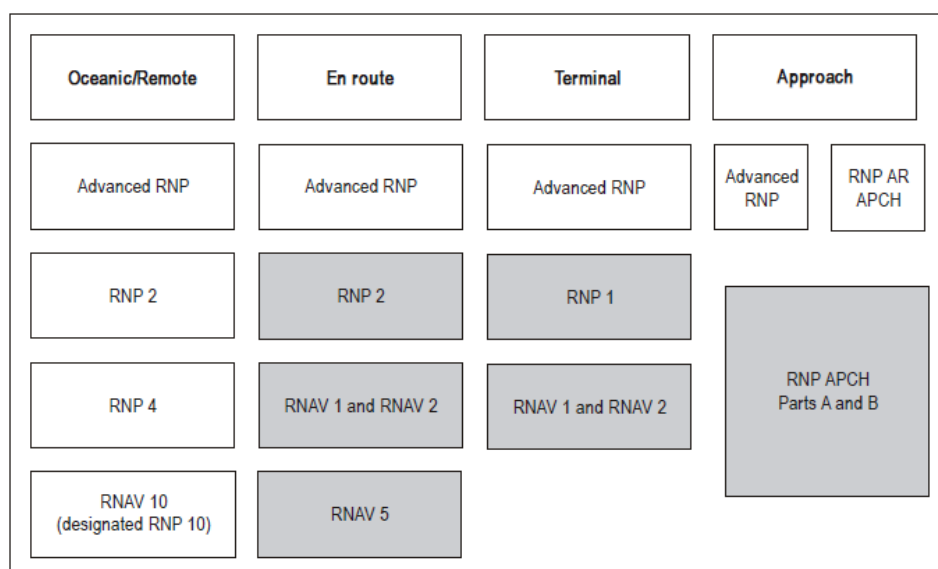 Oceanic/Remote
En route
Terminal
Approach
Advanced RNP
Advanced RNP
Advanced RNP
Advanced
RNP
RNP AR
APCH
RNP 2
RNP 2
RNP 1
RNP APCH
Parts A and B
RNP 4
RNAV 1 and RNAV 2
RNAV 1 and RNAV 2
RNAV 10
(designated RNP 10)
RNAV 5